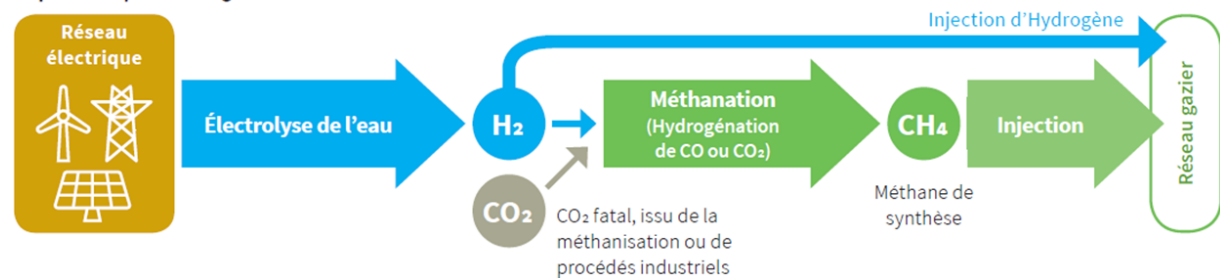 Réseau
électrique
Électrolyse de l'eau
H₂
CO₂
CO₂ fatal, issu de la
méthanisation ou de
procédés industriels
Méthanation
(Hydrogénation
de CO ou CO₂)
CH₄
Méthane de
synthèse
Injection
Injection d'Hydrogène
Réseau gazier